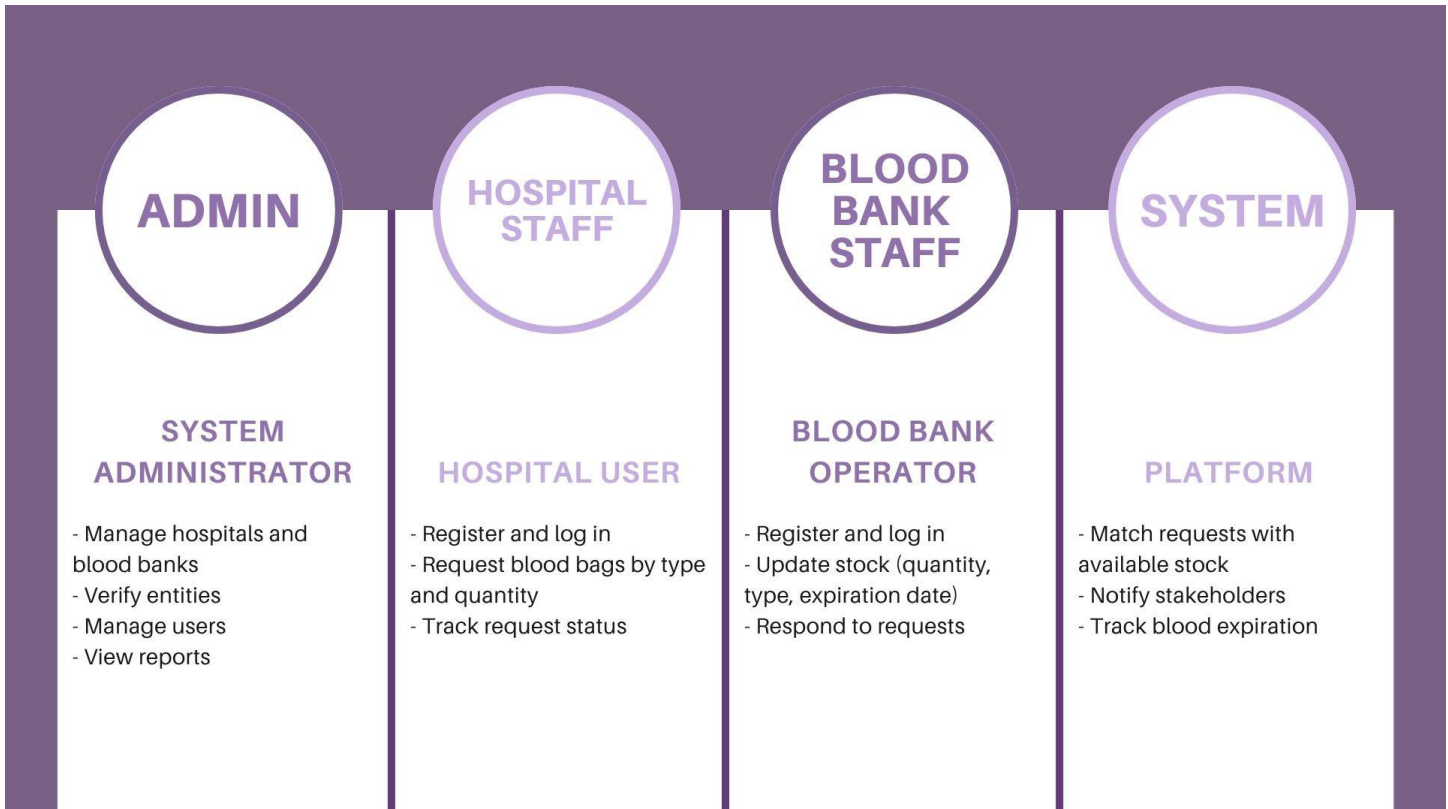 ADMIN
SYSTEM
ADMINISTRATOR
- Manage hospitals and
blood banks
- Verify entities
- Manage users
- View reports
HOSPITAL
STAFF
HOSPITAL USER
- Register and log in
- Request blood bags by type
and quantity
- Track request status
BLOOD
BANK
STAFF
BLOOD BANK
OPERATOR
- Register and log in
- Update stock (quantity,
type, expiration date)
- Respond to requests
SYSTEM
PLATFORM
- Match requests with
available stock
- Notify stakeholders
- Track blood expiration